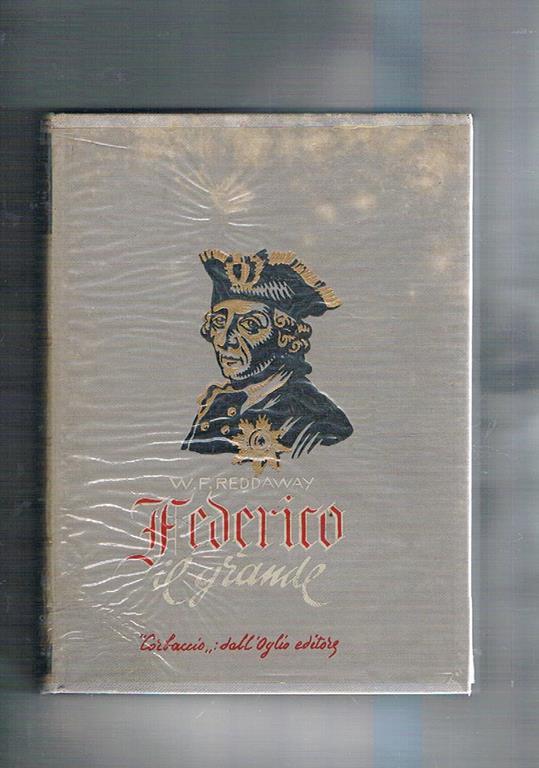 W. F. REDDAWAY
Federico
il grande
"Corbaccio„: dall'Oglio editore